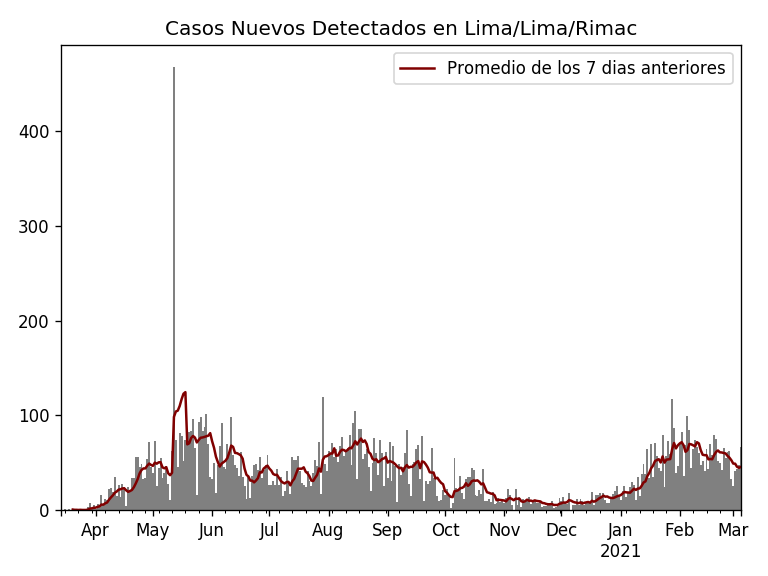 Casos Nuevos Detectados en Lima/Lima/Rimac
Promedio de los 7 dias anteriores
400
300
200
100
0
Apr May Jun Jul Aug Sep Oct Nov Dec Jan Feb Mar
2021